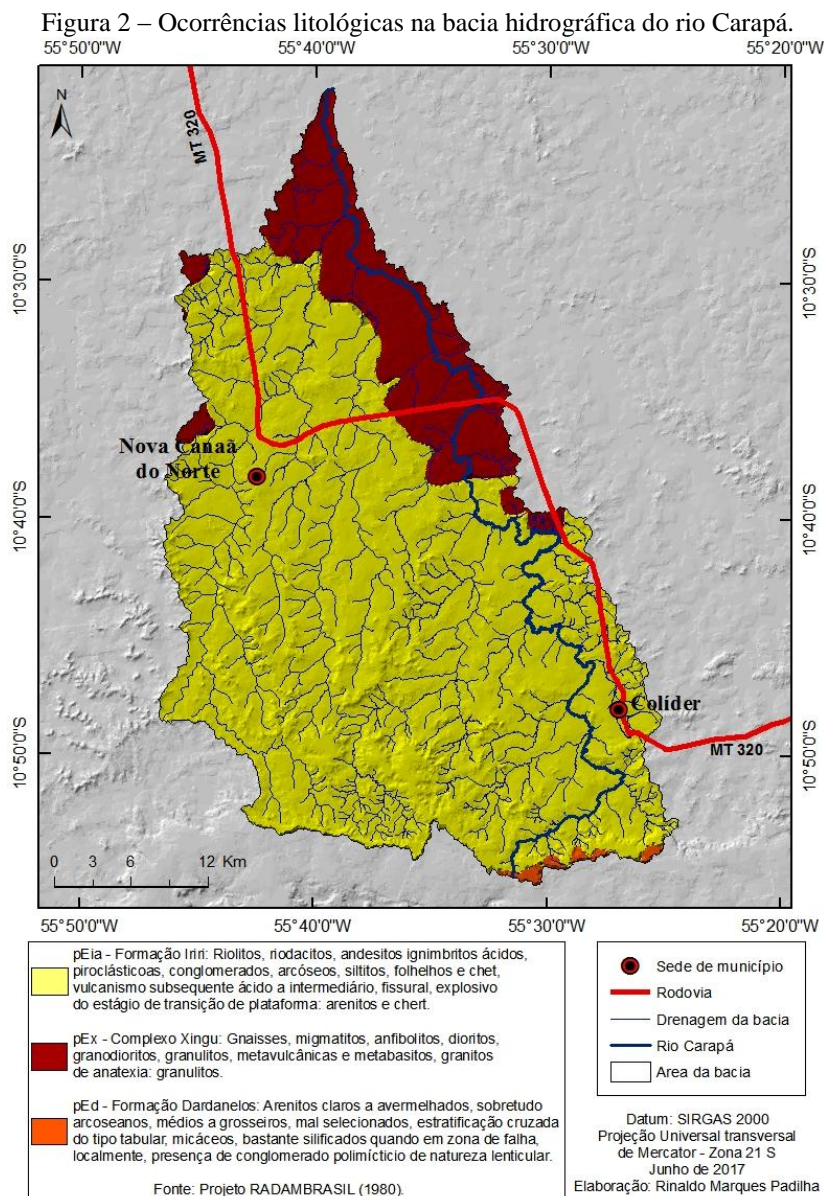 Figura 2 – Ocorrências litológicas na bacia hidrográfica do rio Carapá.
55°50'0"W
55°40'0"W
55°30'0"W
55°20'0"W
N
MT 320
10°30'0"S
10°30'0"S
Nova Canaã
do Norte
10°40'0"S
10°40'0"S
Colíder
MT 320
10°50'0"S
10°50'0"S
0 3 6 12 Km
55°50'0"W
55°40'0"W
55°30'0"W
55°20'0"W
pEia - Formação Iriri: Riolitos, riodacitos, andesitos ignimbritos ácidos,
piroclásticoas, conglomerados, arcóseos, siltitos, folhelhos e chet,
vulcanismo subsequente ácido a intermediário, fissural, explosivo
do estágio de transição de plataforma: arenitos e chert.
pEx - Complexo Xingu: Gnaisses, migmatitos, anfibolitos, dioritos,
granodioritos, granulitos, metavulcânicas e metabasitos, granitos
de anatexia: granulitos.
pEd - Formação Dardanelos: Arenitos claros a avermelhados, sobretudo
arcoseanos, médios a grosseiros, mal selecionados, estratificação cruzada
do tipo tabular, micáceos, bastante silificados quando em zona de falha,
localmente, presença de conglomerado polimícticio de natureza lenticular.
Fonte: Projeto RADAMBRASIL (1980).
Sede de município
Rodovia
Drenagem da bacia
Rio Carapá
Area da bacia
Datum: SIRGAS 2000
Projeção Universal transversal
de Mercator - Zona 21 S
Junho de 2017
Elaboração: Rinaldo Marques Padilha